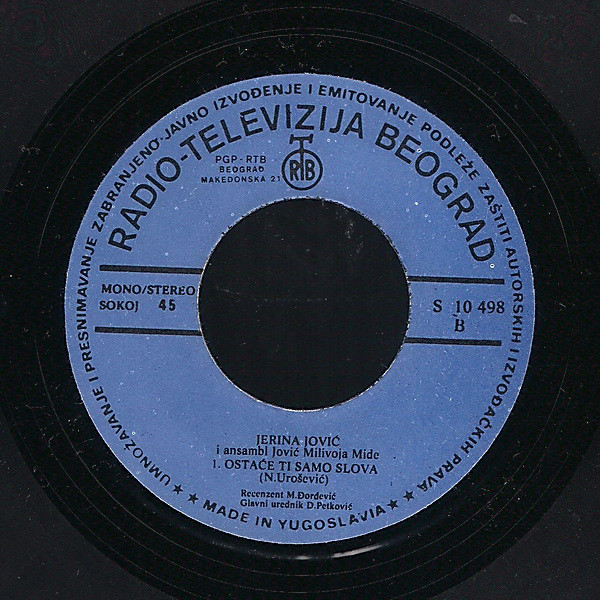 UMNOŽAVANJE I PRESNIMAVANJE ZABRANJENO-JAVNO IZVOĐENJE I EMITOVANJE PODLEŽE ZAŠTITI AUTORSKIH I IZVOĐAČKIH PRAVA
RADIO-TELEVIZIJA BEOGRAD
PGP-RTB
BEOGRAD
MAKEDONSKA 21
RTB
MONO/STEREO
SOKOJ 45
S 10 498
B
JERINA JOVIĆ
i ansambl Jović Milivoja Mide
1. OSTAĆE TI SAMO SLOVA
(N.Urošević)
Recenzent M.Đorđević
Glavni urednik D.Petković
★ ★ MADE IN YUGOSLAVIA ★ ★